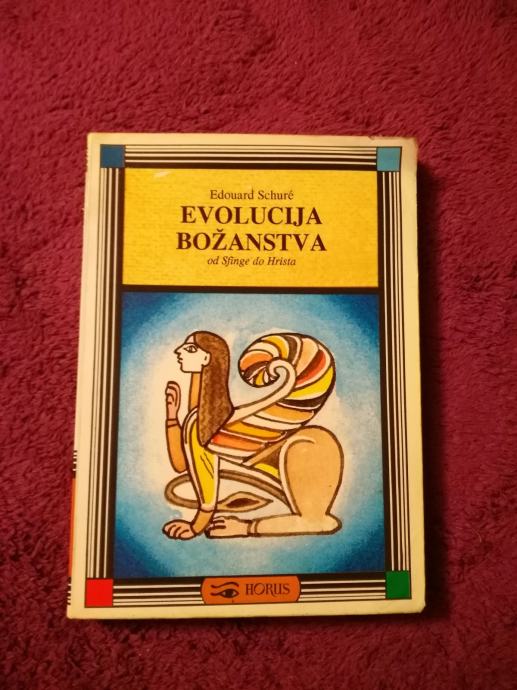 Edouard Schuré
EVOLUCIJA
BOŽANSTVA
od Sfinge do Hrista
HORUS